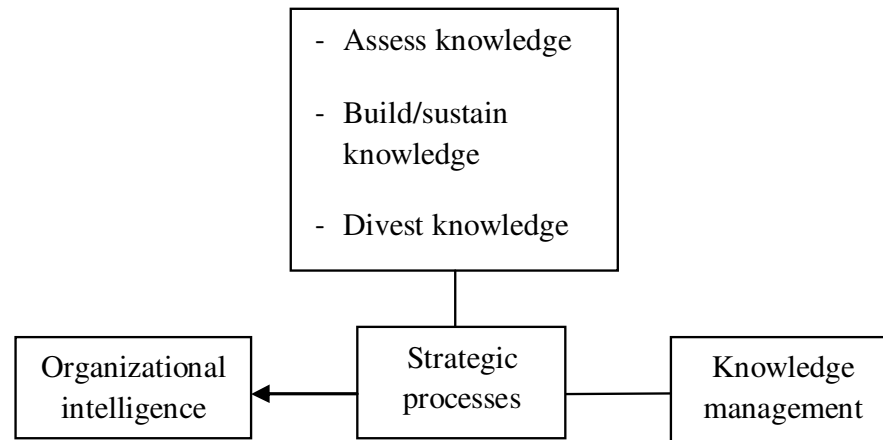 - Assess knowledge
- Build/sustain
knowledge
- Divest knowledge
Organizational
intelligence
Strategic
processes
Knowledge
management